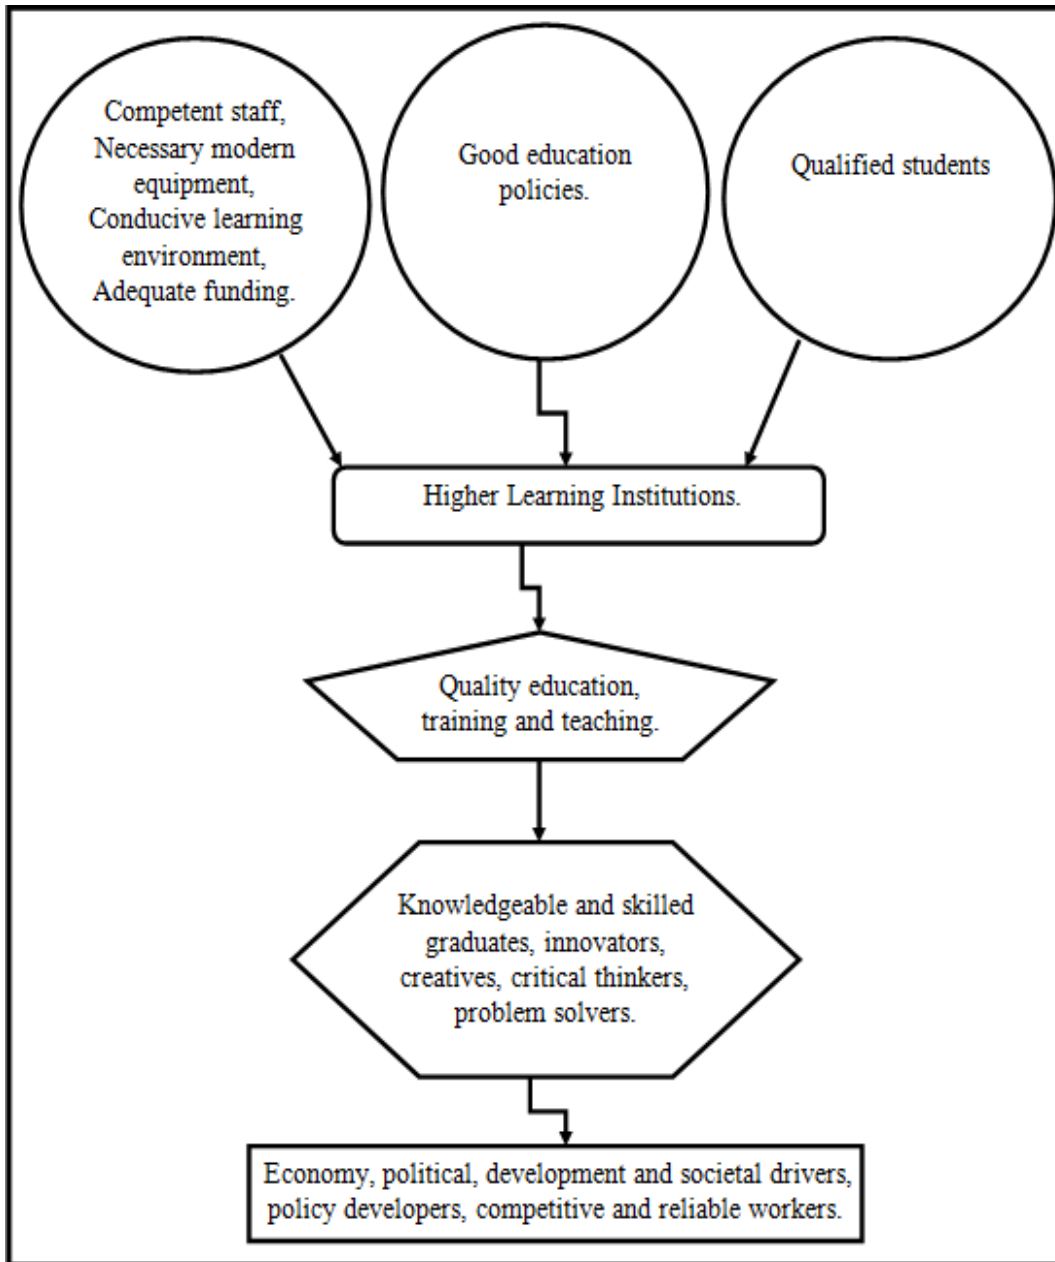 Competent staff,
Necessary modern
equipment,
Conducive learning
environment,
Adequate funding.
Good education
policies.
Qualified students
Higher Learning Institutions.
Quality education,
training and teaching.
Knowledgeable and skilled
graduates, innovators,
creatives, critical thinkers,
problem solvers.
Economy, political, development and societal drivers,
policy developers, competitive and reliable workers.